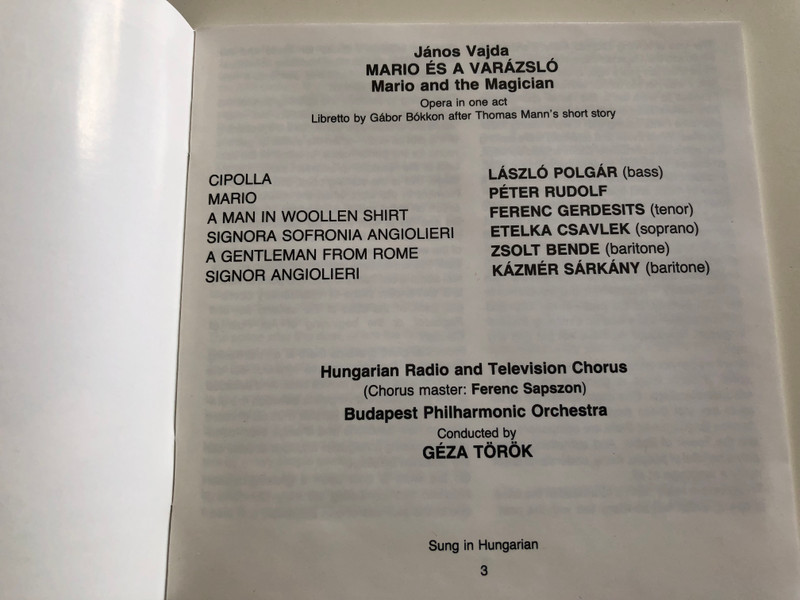 János Vajda
MARIO ÉS A VARÁZSLÓ
Mario and the Magician
Opera in one act
Libretto by Gábor Bókkon after Thomas Mann's short story
CIPOLLA LÁSZLÓ POLGÁR (bass)
MARIO PÉTER RUDOLF
A MAN IN WOOLLEN SHIRT FERENC GERDESITS (tenor)
SIGNORA SOFRONIA ANGIOLIERI ETELKA CSAVLEK (soprano)
A GENTLEMAN FROM ROME ZSOLT BENDE (baritone)
SIGNOR ANGIOLIERI KÁZMÉR SÁRKÁNY (baritone)
Hungarian Radio and Television Chorus
(Chorus master: Ferenc Sapszon)
Budapest Philharmonic Orchestra
Conducted by
GÉZA TÖRÖK
Sung in Hungarian
3